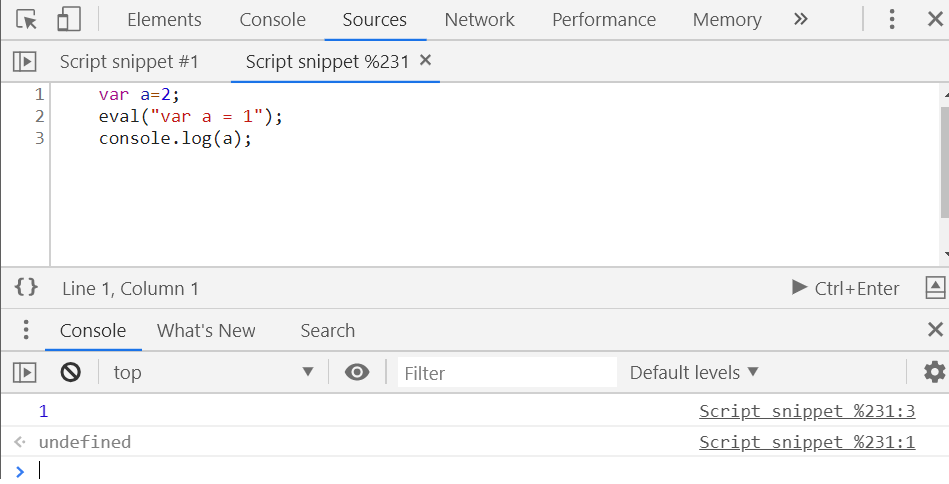 Elements Console Sources Network Performance Memory »
Script snippet #1 Script snippet %231 ×
1 var a=2;
2 eval("var a = 1");
3 console.log(a);
{} Line 1, Column 1 Ctrl+Enter
Console What's New Search
top Filter Default levels
1 Script snippet %231:3
undefined Script snippet %231:1
>